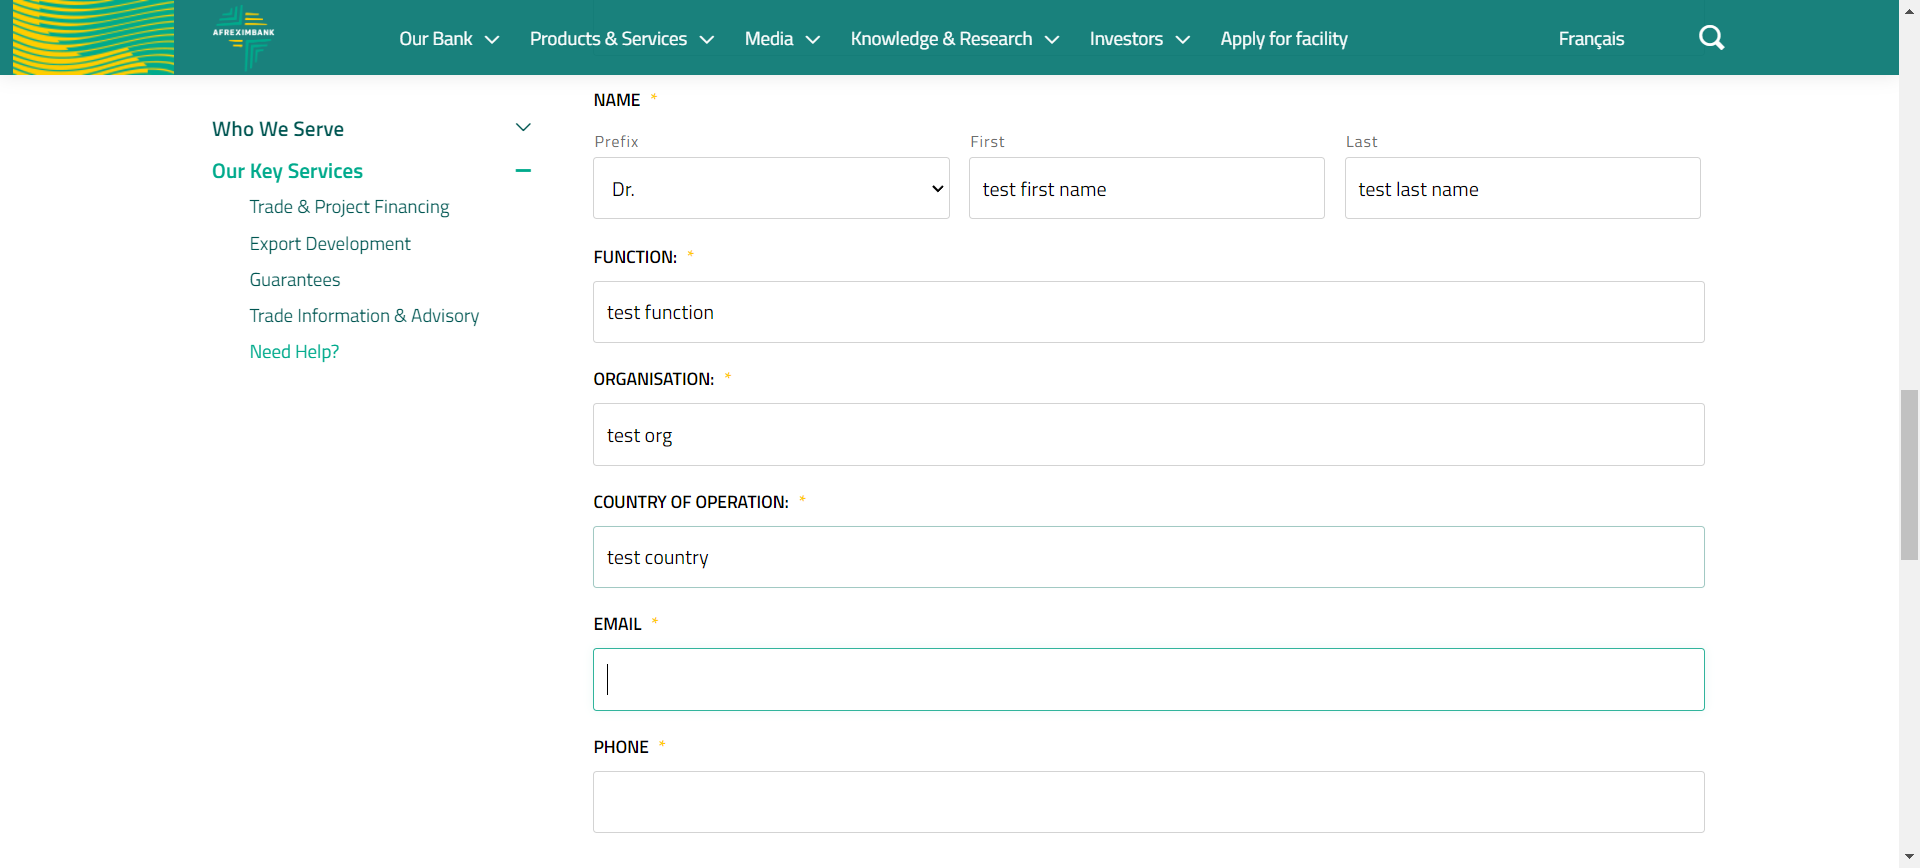 AFREXIMBANK
Our Bank
Products & Services
Media
Knowledge & Research
Investors
Apply for facility
Français
Who We Serve
Our Key Services
Trade & Project Financing
Export Development
Guarantees
Trade Information & Advisory
Need Help?
NAME *
Prefix
First
Last
Dr.
test first name
test last name
FUNCTION: *
test function
ORGANISATION: *
test org
COUNTRY OF OPERATION: *
test country
EMAIL *
PHONE *